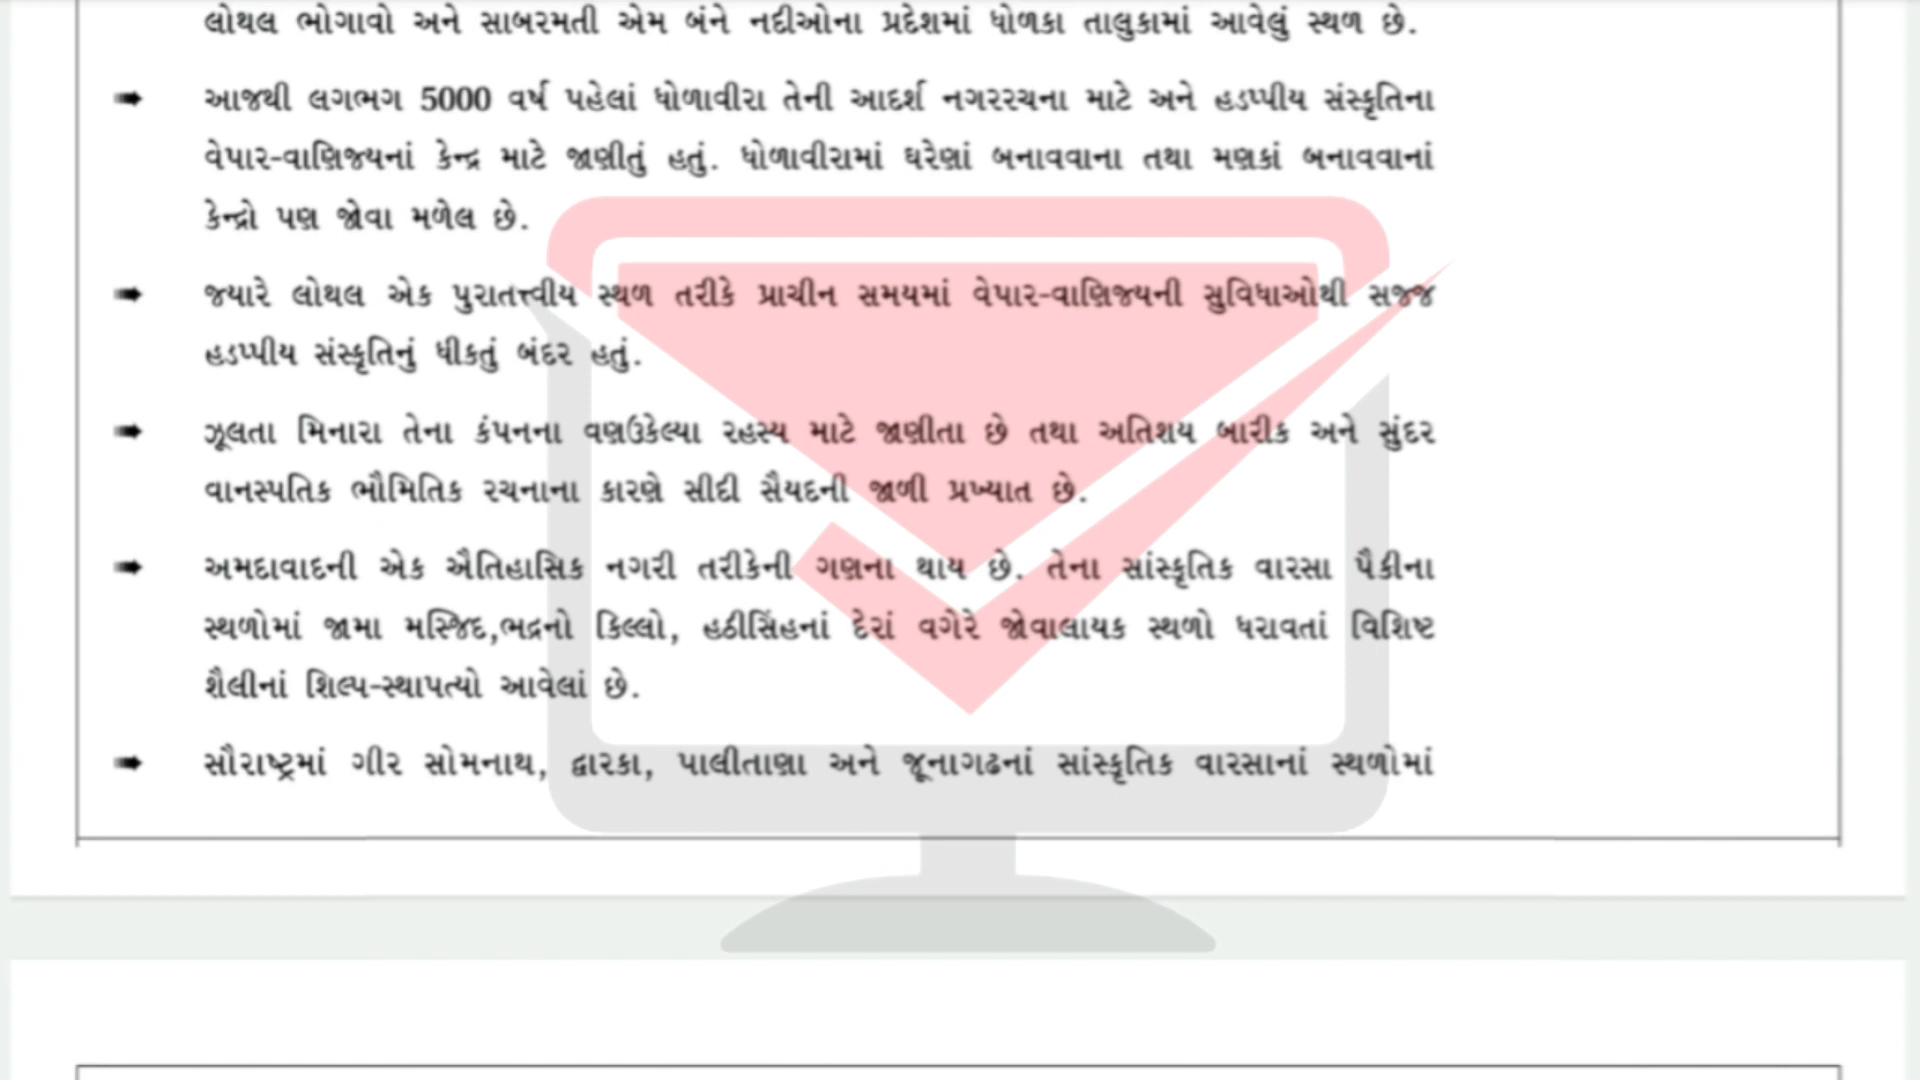 લોથલ ભોગાવો અને સાબરમતી એમ બંને નદીઓના પ્રદેશમાં ધોળકા તાલુકામાં આવેલું સ્થળ છે.
➡ આજથી લગભગ 5000 વર્ષ પહેલાં ધોળાવીરા તેની આદર્શ નગરરચના માટે અને હડપ્પીય સંસ્કૃતિના
વેપાર-વાણિજ્યનાં કેન્દ્ર માટે જાણીતું હતું. ધોળાવીરામાં ઘરેણાં બનાવવાના તથા મણકાં બનાવવાનાં
કેન્દ્રો પણ જોવા મળેલ છે.
➡ જ્યારે લોથલ એક પુરાતત્ત્વીય સ્થળ તરીકે પ્રાચીન સમયમાં વેપાર-વાણિજ્યની સુવિધાઓથી સજ્જ
હડપ્પીય સંસ્કૃતિનું ધીકતું બંદર હતું.
➡ ઝૂલતા મિનારા તેના કંપનના વણઉકેલ્યા રહસ્ય માટે જાણીતા છે તથા અતિશય બારીક અને સુંદર
વાનસ્પતિક ભૌમિતિક રચનાના કારણે સીદી સૈયદની જાળી પ્રખ્યાત છે.
➡ અમદાવાદની એક ઐતિહાસિક નગરી તરીકેની ગણના થાય છે. તેના સાંસ્કૃતિક વારસા પૈકીના
સ્થળોમાં જામા મસ્જિદ,ભદ્રનો કિલ્લો, હઠીસિંહનાં દેરાં વગેરે જોવાલાયક સ્થળો ધરાવતાં વિશિષ્ટ
શૈલીનાં શિલ્પ-સ્થાપત્યો આવેલાં છે.
➡ સૌરાષ્ટ્રમાં ગીર સોમનાથ, દ્વારકા, પાલીતાણા અને જૂનાગઢનાં સાંસ્કૃતિક વારસાનાં સ્થળોમાં